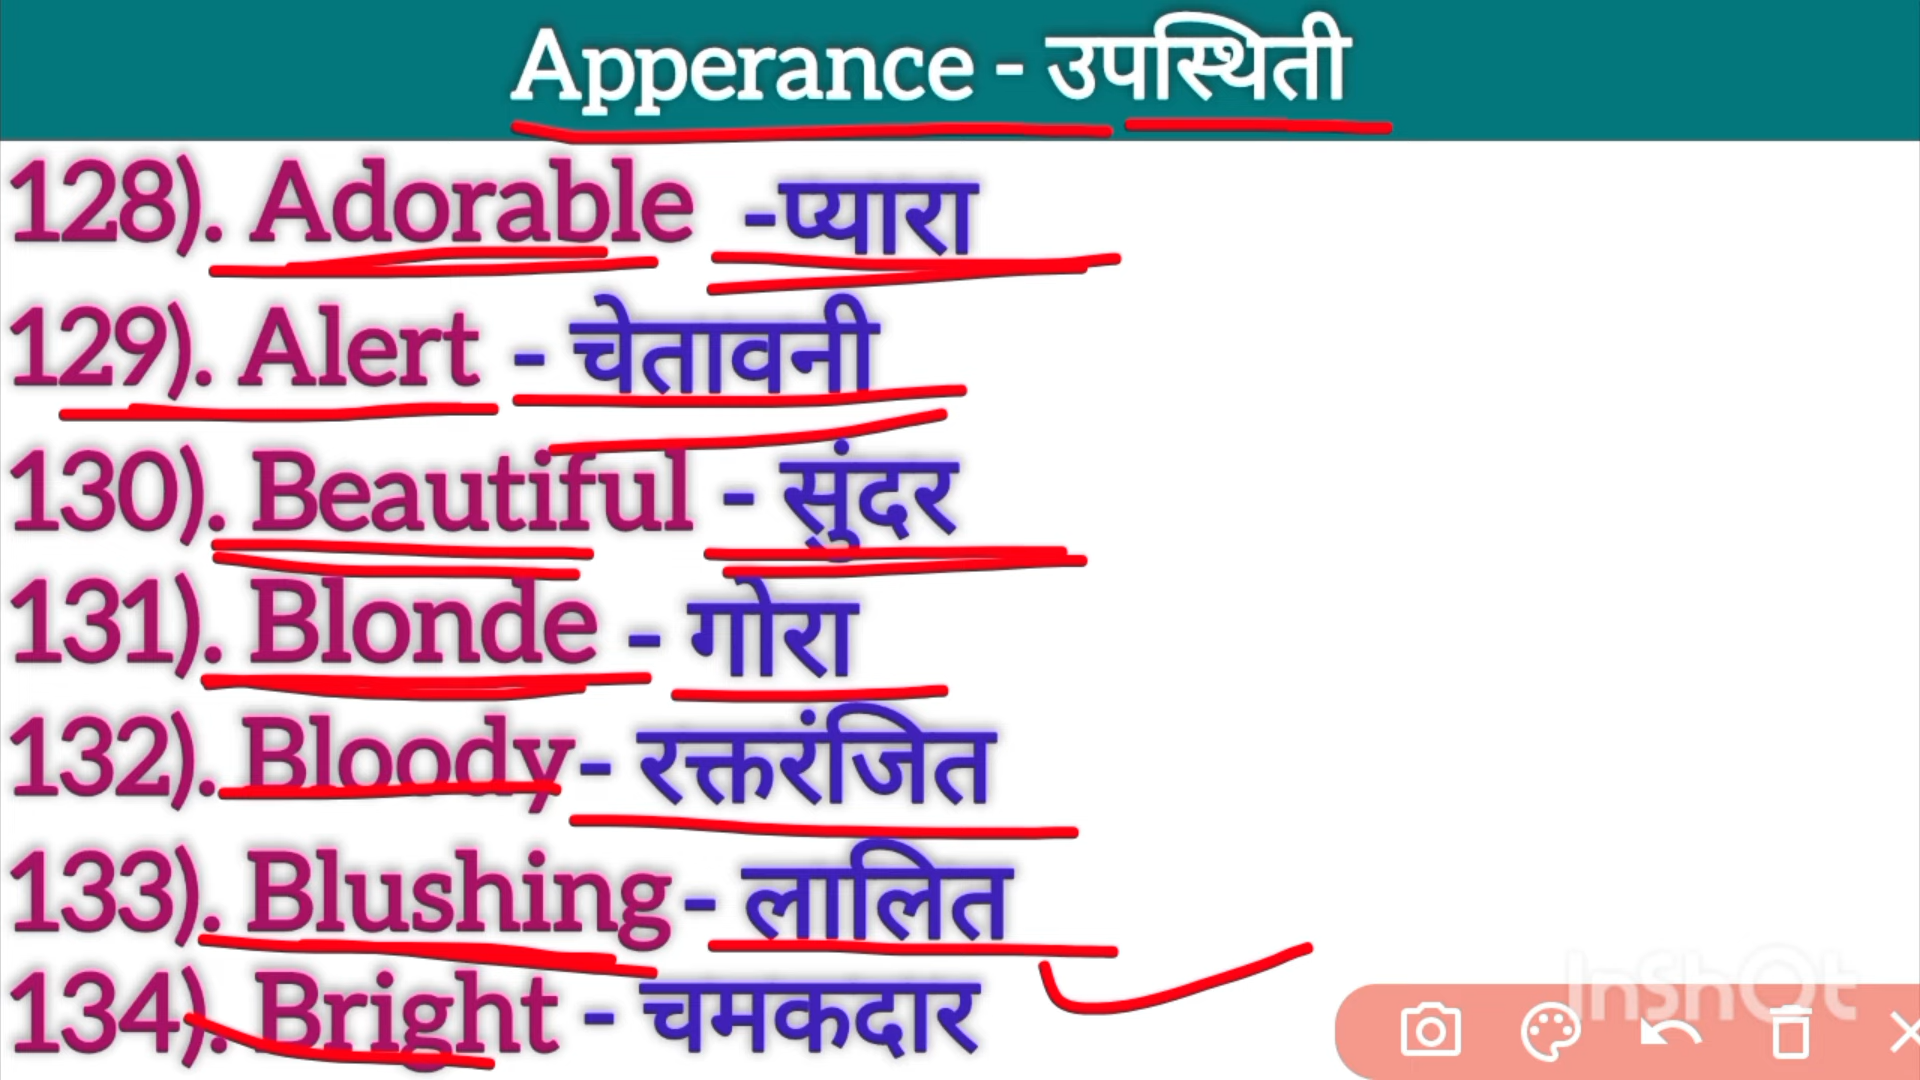 Apperance - उपस्थिती
128). Adorable -प्यारा
129). Alert - चेतावनी
130). Beautiful - सुंदर
131). Blonde - गोरा
132). Bloody- रक्तरंजित
133). Blushing- लालित
134). Bright - चमकदार
InShOt